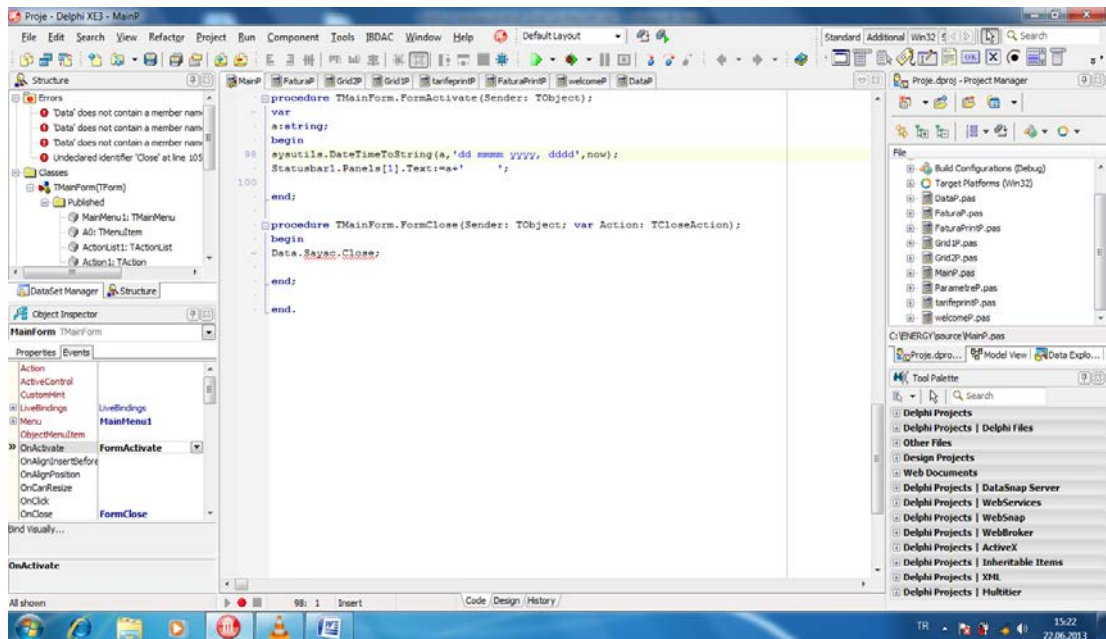 Proje - Delphi XE3 - MainP
File Edit Search View Refactor Project Run Component Tools IBDAC Window Help Default Layout
Standard Additional Win32 Search
Structure
Errors
'Data' does not contain a member nam
'Data' does not contain a member nam
'Data' does not contain a member nam
Undeclared identifier 'Close' at line 105
Classes
TMainForm(TForm)
Published
MainMenu1: TMainMenu
A0: TMenuItem
ActionList1: TActionList
Action1: TAction
DataSet Manager Structure
Object Inspector
MainForm TMainForm
Properties Events
Action
ActiveControl
CustomHint
LiveBindings LiveBindings
Menu MainMenu1
ObjectMenuItem
OnActivate FormActivate
OnAlignInsertBefore
OnAlignPosition
OnCanResize
OnClick
OnClose FormClose
Bind Visually...
OnActivate
All shown
MainP FaturaP Grid2P Grid1P tarifeprintP FaturaPrintP welcomeP DataP
procedure TMainForm.FormActivate(Sender: TObject);
var
a:string;
begin
98 sysutils.DateTimeToString(a,'dd mmmm yyyy, dddd',now);
Statusbar1.Panels[1].Text:=a+' ';
100
end;
procedure TMainForm.FormClose(Sender: TObject; var Action: TCloseAction);
begin
Data.Sayac.Close;
end;
end.
98: 1 Insert Code Design History
Proje.dproj - Project Manager
File
Build Configurations (Debug)
Target Platforms (Win32)
DataP.pas
FaturaP.pas
FaturaPrintP.pas
Grid1P.pas
Grid2P.pas
MainP.pas
ParametreP.pas
tarifeprintP.pas
welcomeP.pas
C:\ENERGY\source\MainP.pas
Proje.dpro... Model View Data Explo...
Tool Palette
Search
Delphi Projects
Delphi Projects | Delphi Files
Other Files
Design Projects
Web Documents
Delphi Projects | DataSnap Server
Delphi Projects | WebServices
Delphi Projects | WebSnap
Delphi Projects | WebBroker
Delphi Projects | ActiveX
Delphi Projects | Inheritable Items
Delphi Projects | XML
Delphi Projects | Multitier
TR 15:22
22.06.2013